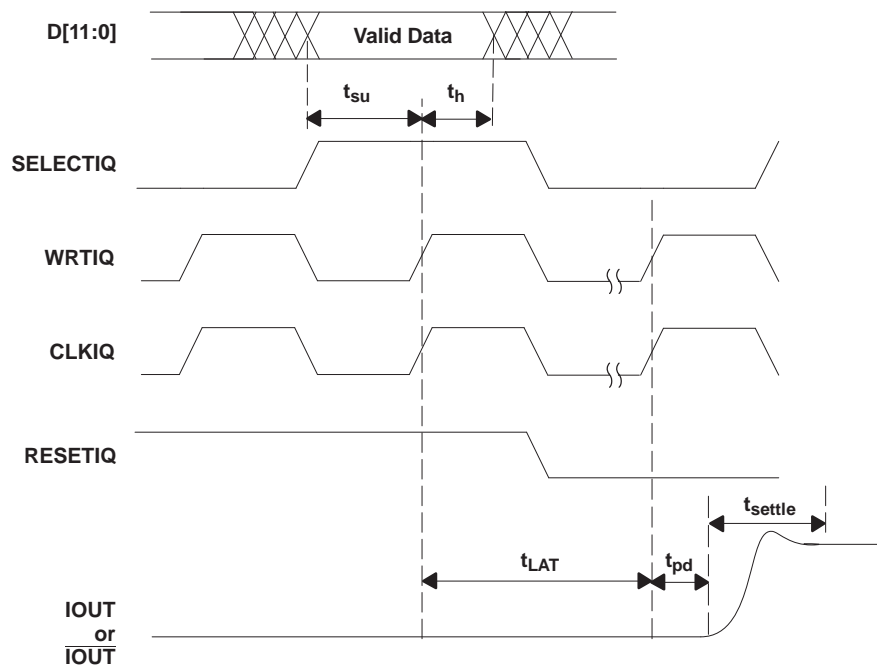 D[11:0]
Valid Data
tsu
th
SELECTIQ
WRTIQ
CLKIQ
RESETIQ
tsettle
tLAT
tpd
IOUT
or
IOUT